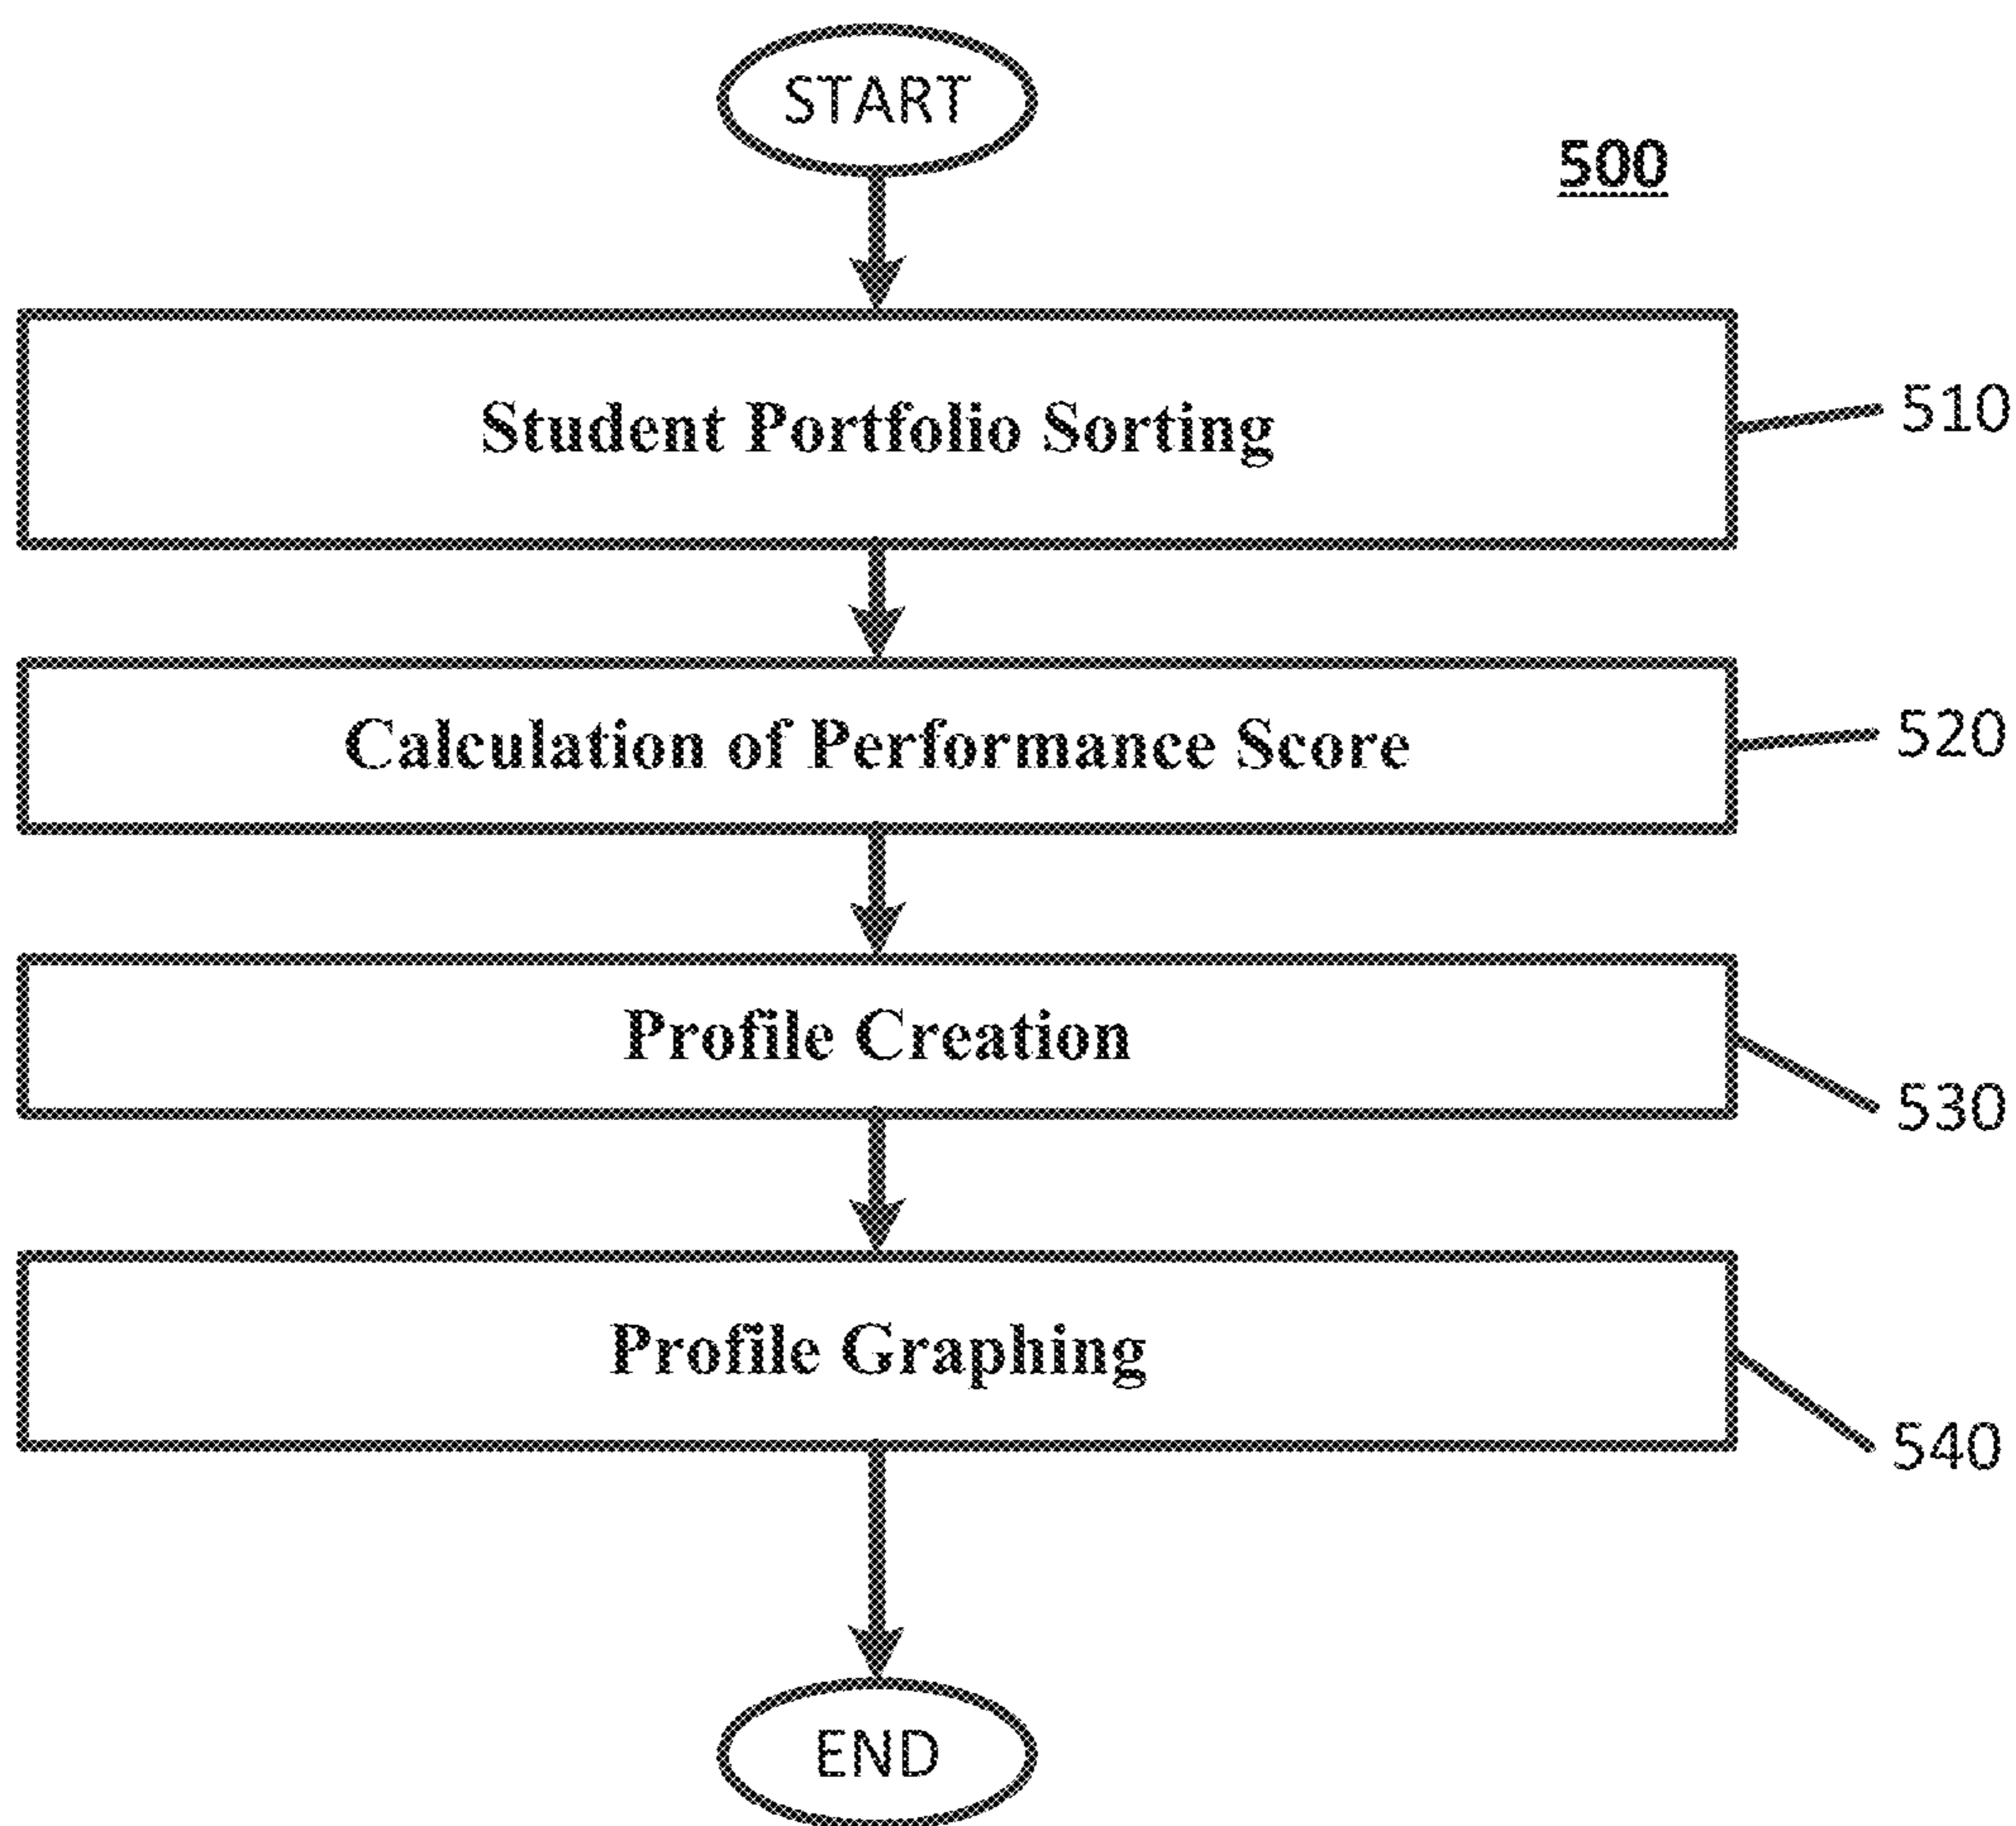 START
500
Student Portfolio Sorting
510
Calculation of Performance Score
520
Profile Creation
530
Profile Graphing
540
END